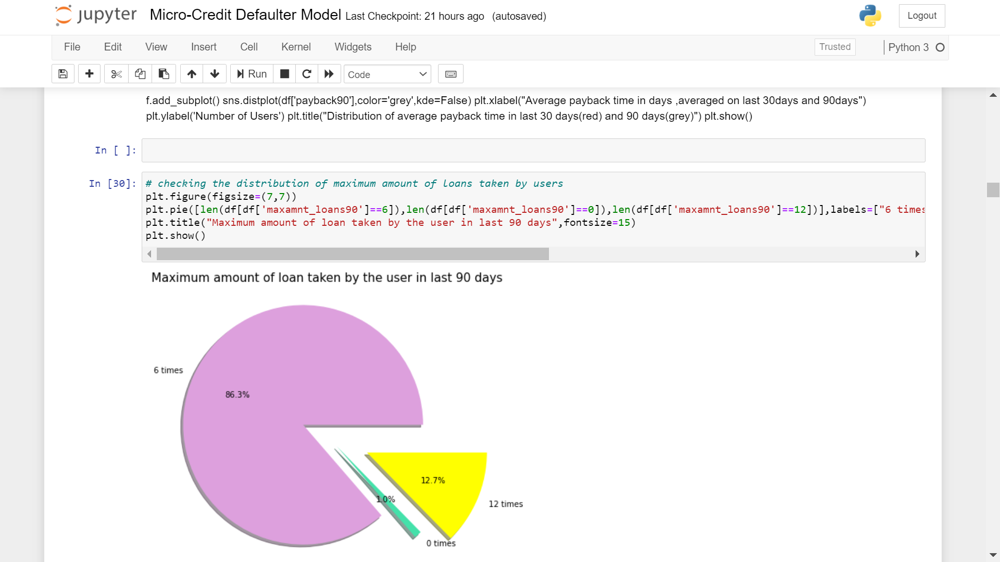 jupyter Micro-Credit Defaulter Model Last Checkpoint: 21 hours ago (autosaved) Logout
File Edit View Insert Cell Kernel Widgets Help Trusted Python 3
Run Code
f.add_subplot() sns.distplot(df['payback90'],color='grey',kde=False) plt.xlabel("Average payback time in days ,averaged on last 30days and 90days")
plt.ylabel('Number of Users') plt.title("Distribution of average payback time in last 30 days(red) and 90 days(grey)") plt.show()
In [ ]:
In [30]: # checking the distribution of maximum amount of loans taken by users
plt.figure(figsize=(7,7))
plt.pie([len(df[df['maxamnt_loans90']==6]),len(df[df['maxamnt_loans90']==0]),len(df[df['maxamnt_loans90']==12])],labels=["6 times
plt.title("Maximum amount of loan taken by the user in last 90 days",fontsize=15)
plt.show()
Maximum amount of loan taken by the user in last 90 days
6 times
86.3%
12.7%
1.0%
12 times
0 times